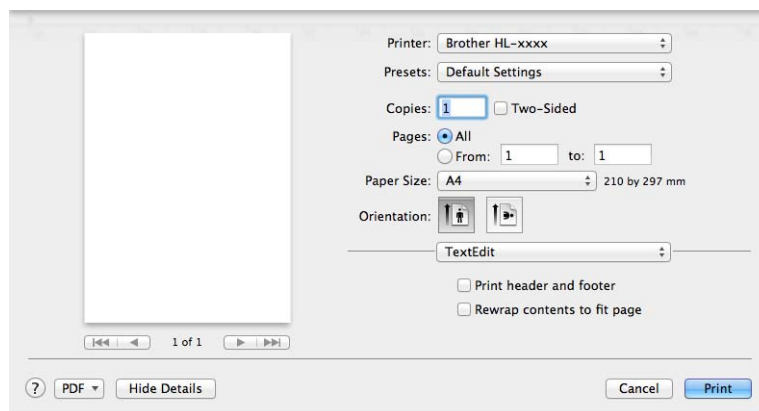 Printer: Brother HL-xxxx
Presets: Default Settings
Copies: 1 Two-Sided
Pages: All
From: 1 to: 1
Paper Size: A4 210 by 297 mm
Orientation:
TextEdit
Print header and footer
Rewrap contents to fit page
1 of 1
? PDF Hide Details Cancel Print